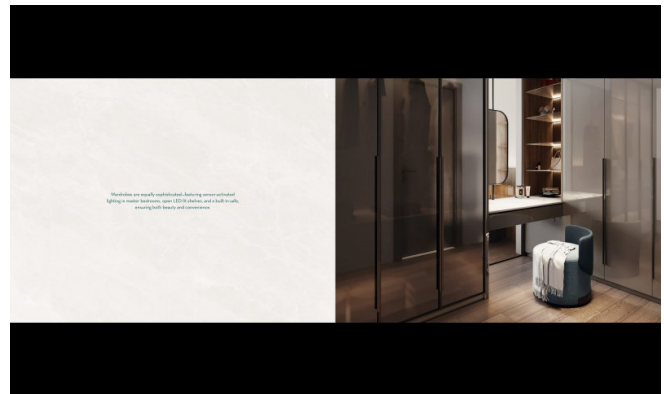 Wardrobes are equally sophisticated, featuring sensor-activated
lighting in master bedrooms, open LED-lit shelves, and a built-in safe,
ensuring both beauty and convenience.